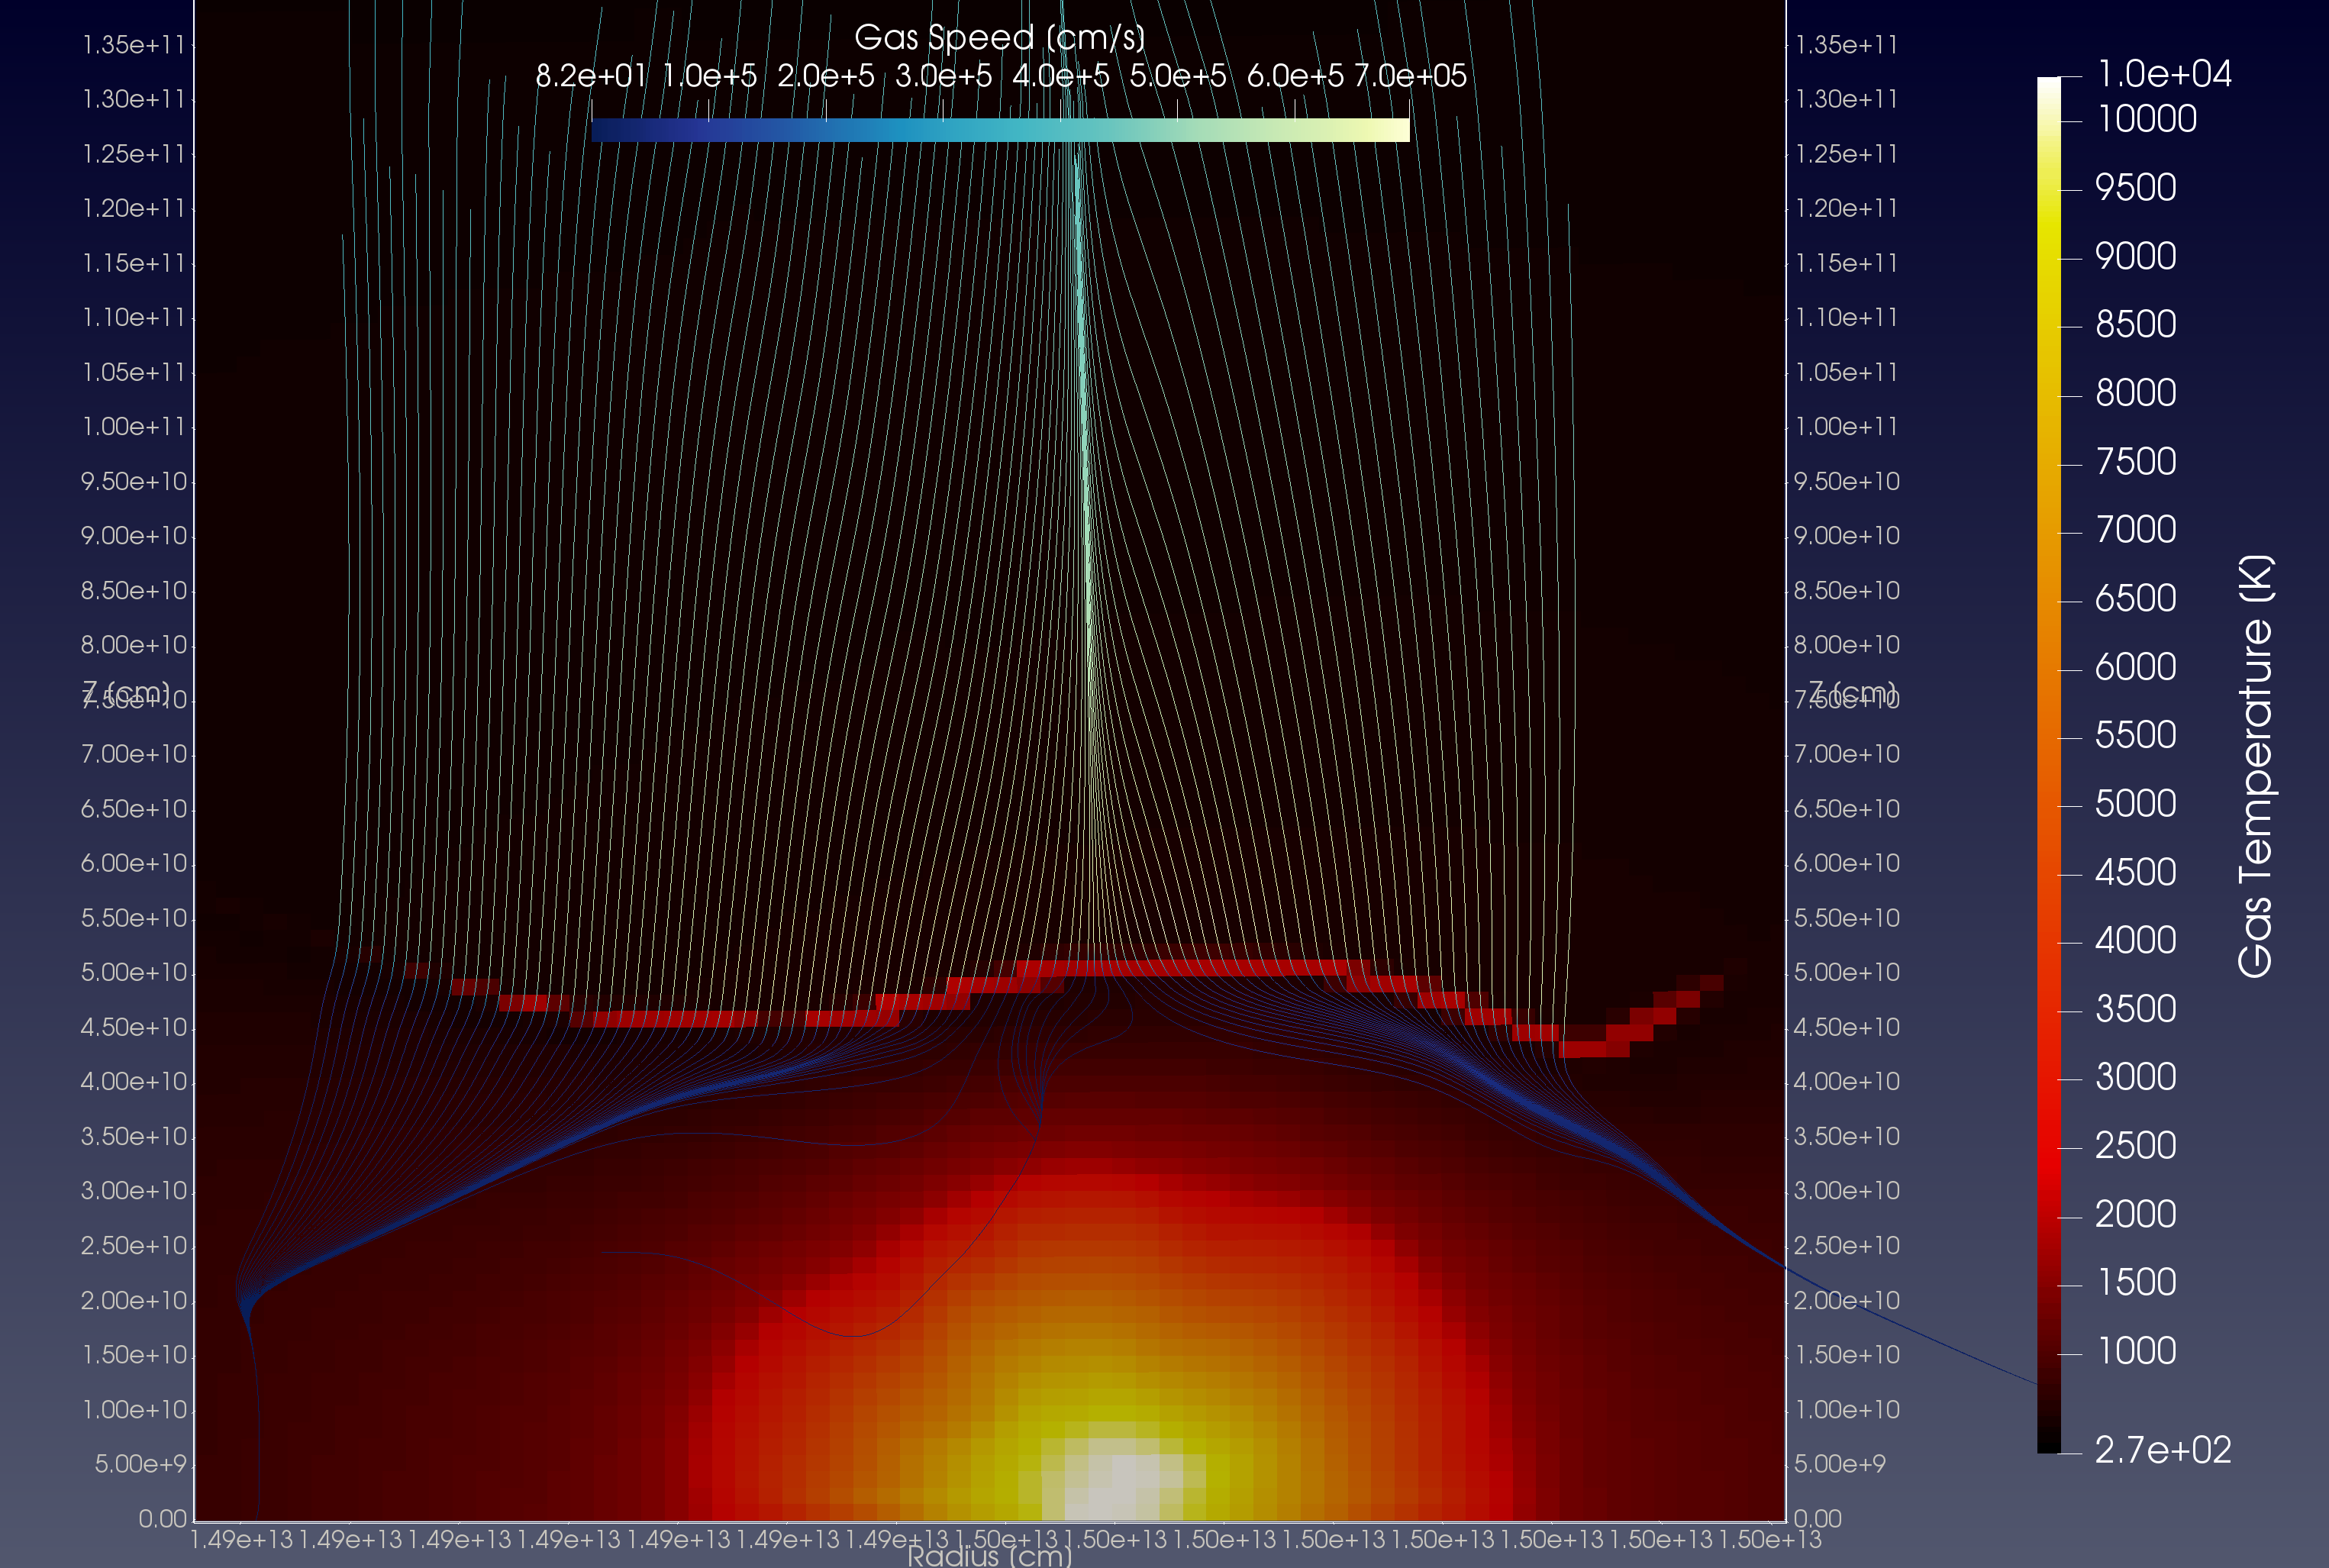 Gas Speed (cm/s)
8.2e+01 1.0e+5 2.0e+5 3.0e+5 4.0e+5 5.0e+5 6.0e+5 7.0e+05
1.35e+11
1.30e+11
1.25e+11
1.20e+11
1.15e+11
1.10e+11
1.05e+11
1.00e+11
9.50e+10
9.00e+10
8.50e+10
8.00e+10
Z (cm)
7.50e+10
7.00e+10
6.50e+10
6.00e+10
5.50e+10
5.00e+10
4.50e+10
4.00e+10
3.50e+10
3.00e+10
2.50e+10
2.00e+10
1.50e+10
1.00e+10
5.00e+9
0.00
1.49e+13 1.49e+13 1.49e+13 1.49e+13 1.49e+13 1.49e+13 1.49e+13 1.50e+13 1.50e+13 1.50e+13 1.50e+13 1.50e+13 1.50e+13 1.50e+13 1.50e+13
Radius (cm)
1.35e+11
1.30e+11
1.25e+11
1.20e+11
1.15e+11
1.10e+11
1.05e+11
1.00e+11
9.50e+10
9.00e+10
8.50e+10
8.00e+10
Z (cm)
7.50e+10
7.00e+10
6.50e+10
6.00e+10
5.50e+10
5.00e+10
4.50e+10
4.00e+10
3.50e+10
3.00e+10
2.50e+10
2.00e+10
1.50e+10
1.00e+10
5.00e+9
0.00
1.0e+04
10000
9500
9000
8500
8000
7500
7000
6500
6000
5500
5000
4500
4000
3500
3000
2500
2000
1500
1000
2.7e+02
Gas Temperature (K)